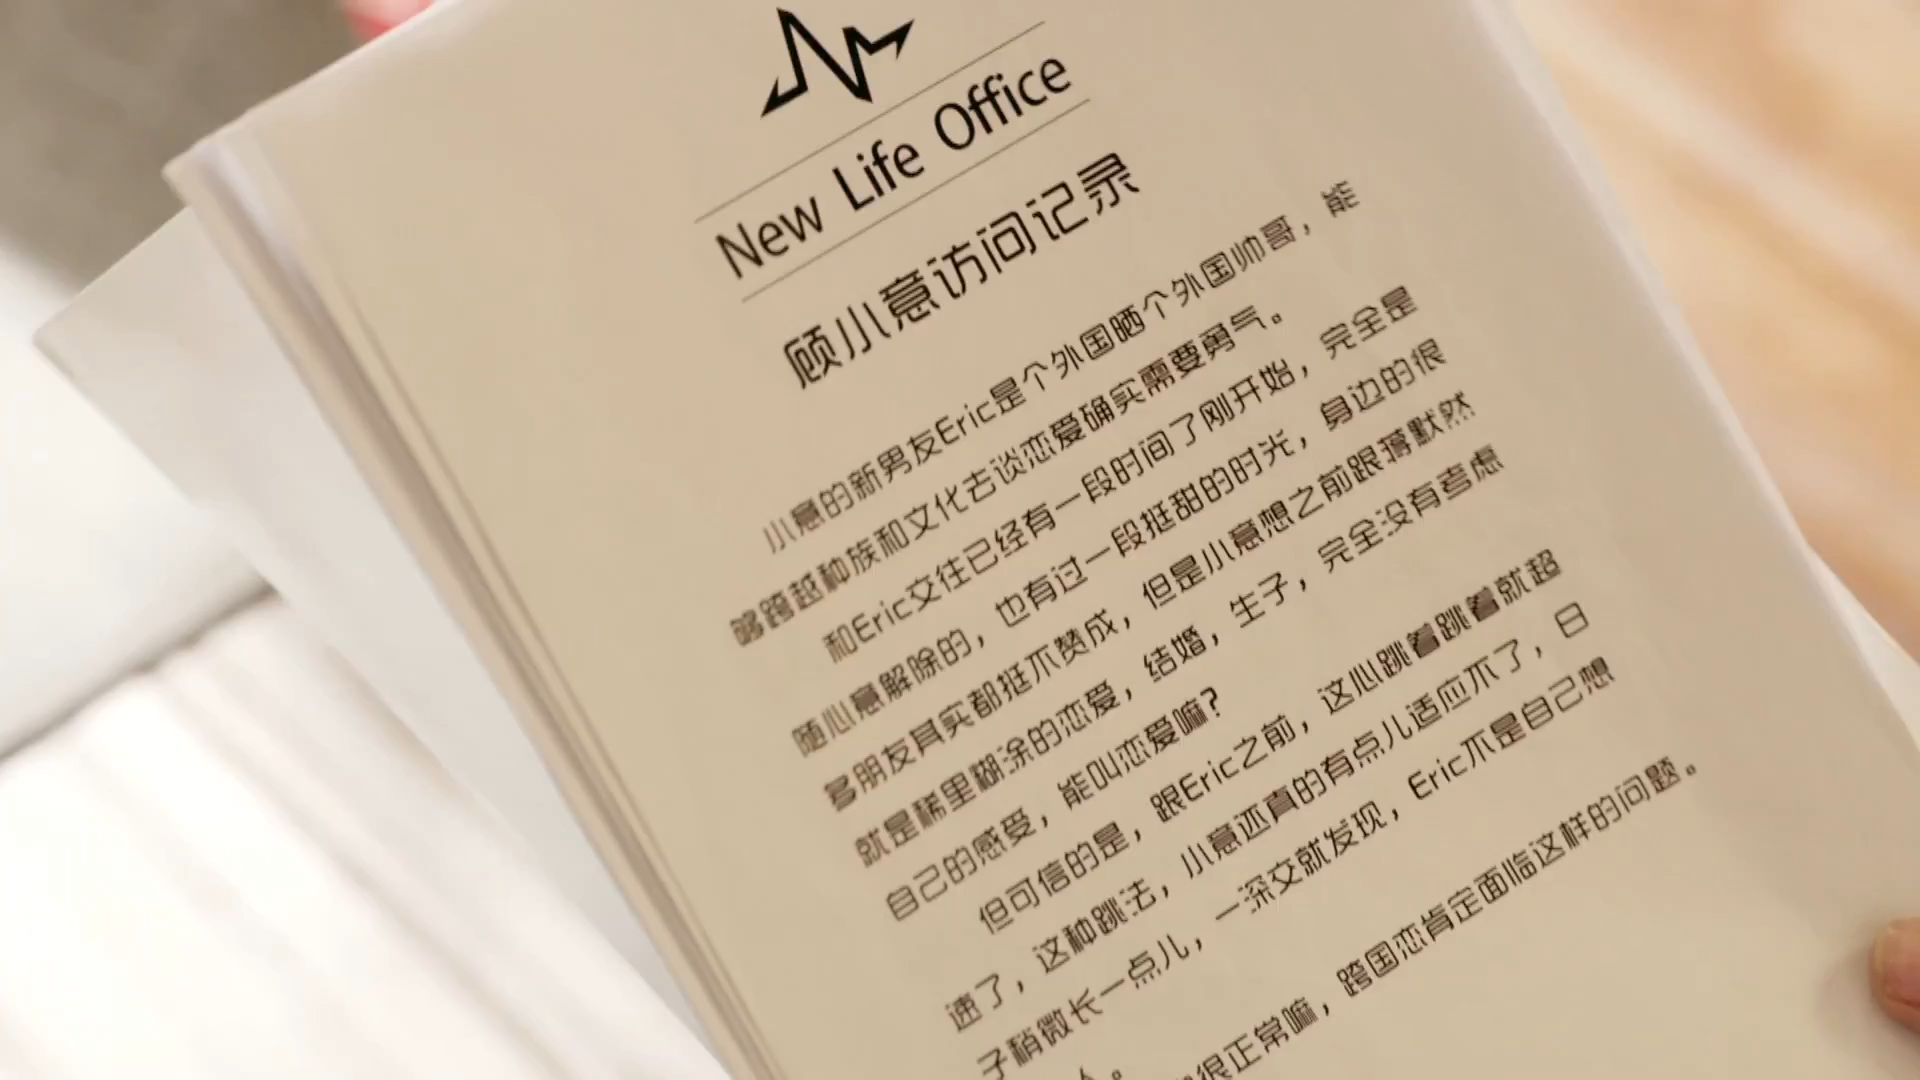 New Life Office
顾小意访问记录
小意的新男友Eric是个外国晒个外国帅哥，能
够跨越种族和文化去谈恋爱确实需要勇气。
和Eric交往已经有一段时间了刚开始，完全是
随心意解除的，也有过一段挺甜的时光，身边的很
多朋友其实都挺不赞成，但是小意想之前跟蒋默然
就是稀里糊涂的恋爱，结婚，生子，完全没有考虑
自己的感受，能叫恋爱嘛？
但可信的是，跟Eric之前，这心跳着跳着就超
速了，这种跳法，小意还真的有点儿适应不了，日
子稍微长一点儿，一深交就发现，Eric不是自己想
人。
很正常嘛，跨国恋肯定面临这样的问题。